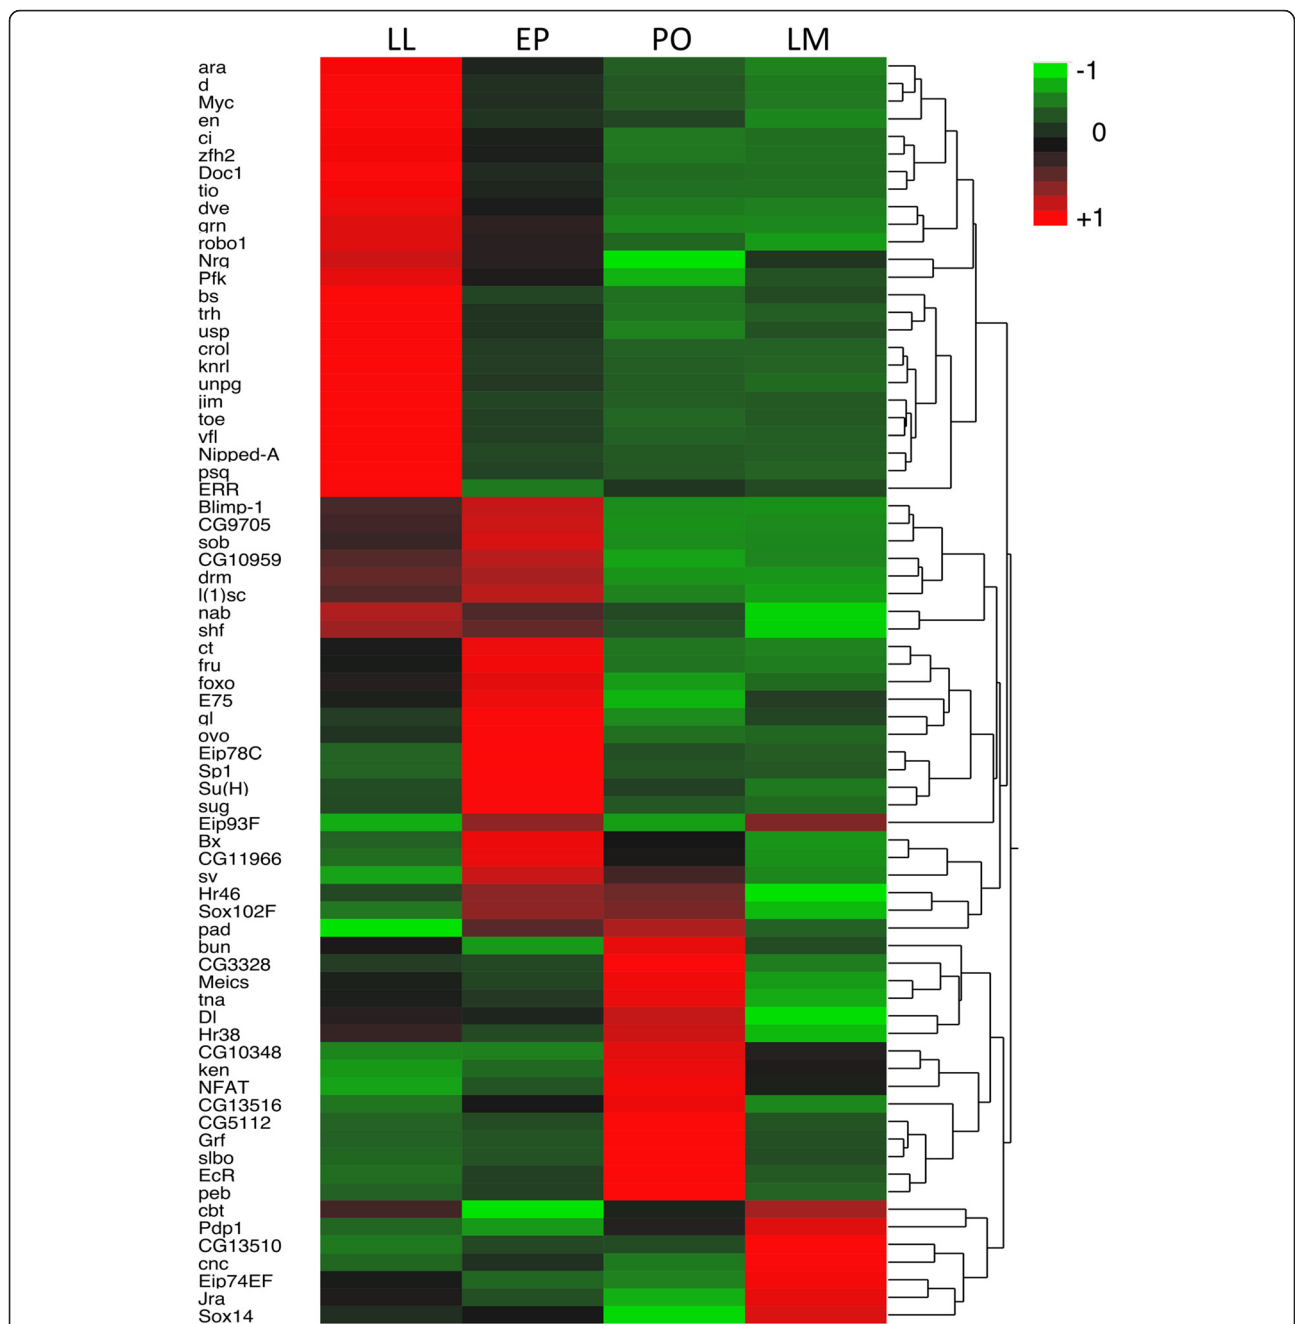 LL EP PO LM
ara
d
Myc
en
ci
zfh2
Doc1
tio
dve
grn
robo1
Nrg
Pfk
bs
trh
usp
crol
knrl
unpg
jim
toe
vfl
Nipped-A
psq
ERR
Blimp-1
CG9705
sob
CG10959
drm
l(1)sc
nab
shf
ct
fru
foxo
E75
gl
ovo
Eip78C
Sp1
Su(H)
sug
Eip93F
Bx
CG11966
sv
Hr46
Sox102F
pad
bun
CG3328
Meics
tna
Dl
Hr38
CG10348
ken
NFAT
CG13516
CG5112
Grf
slbo
EcR
peb
cbt
Pdp1
CG13510
cnc
Eip74EF
Jra
Sox14
-1
0
+1